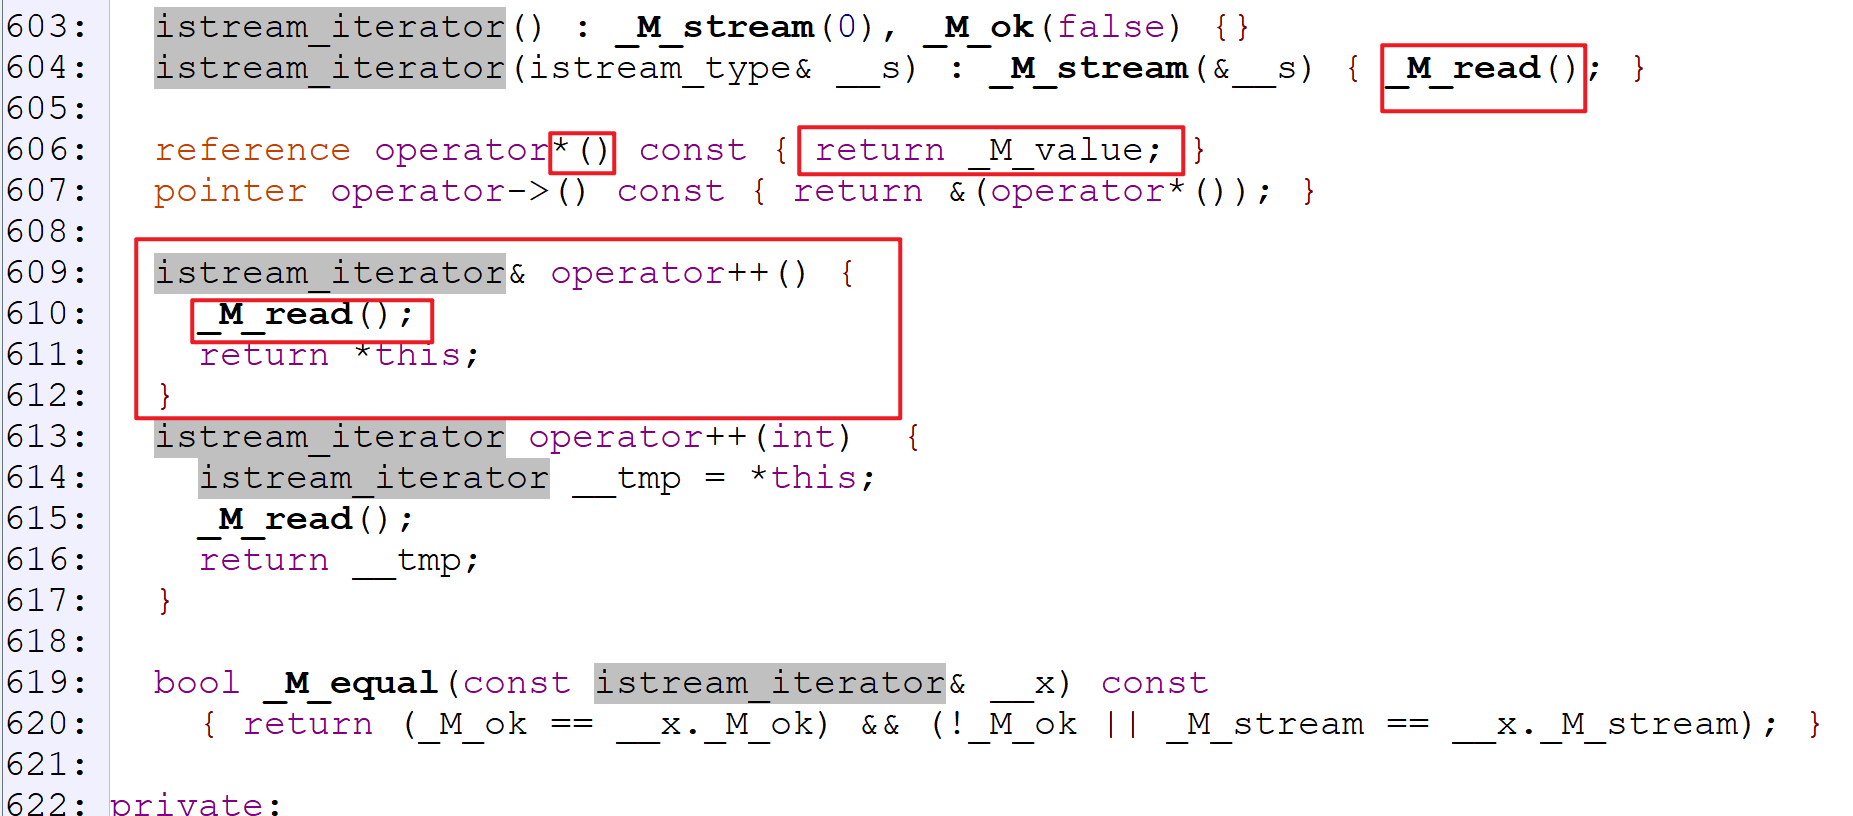 603:   istream_iterator() : _M_stream(0), _M_ok(false) {}
604:   istream_iterator(istream_type& __s) : _M_stream(&__s) { _M_read(); }
605:
606:   reference operator*() const { return _M_value; }
607:   pointer operator->() const { return &(operator*()); }
608:
609:   istream_iterator& operator++() {
610:     _M_read();
611:     return *this;
612:   }
613:   istream_iterator operator++(int)  {
614:     istream_iterator __tmp = *this;
615:     _M_read();
616:     return __tmp;
617:   }
618:
619:   bool _M_equal(const istream_iterator& __x) const
620:     { return (_M_ok == __x._M_ok) && (!_M_ok || _M_stream == __x._M_stream); }
621:
622: private: